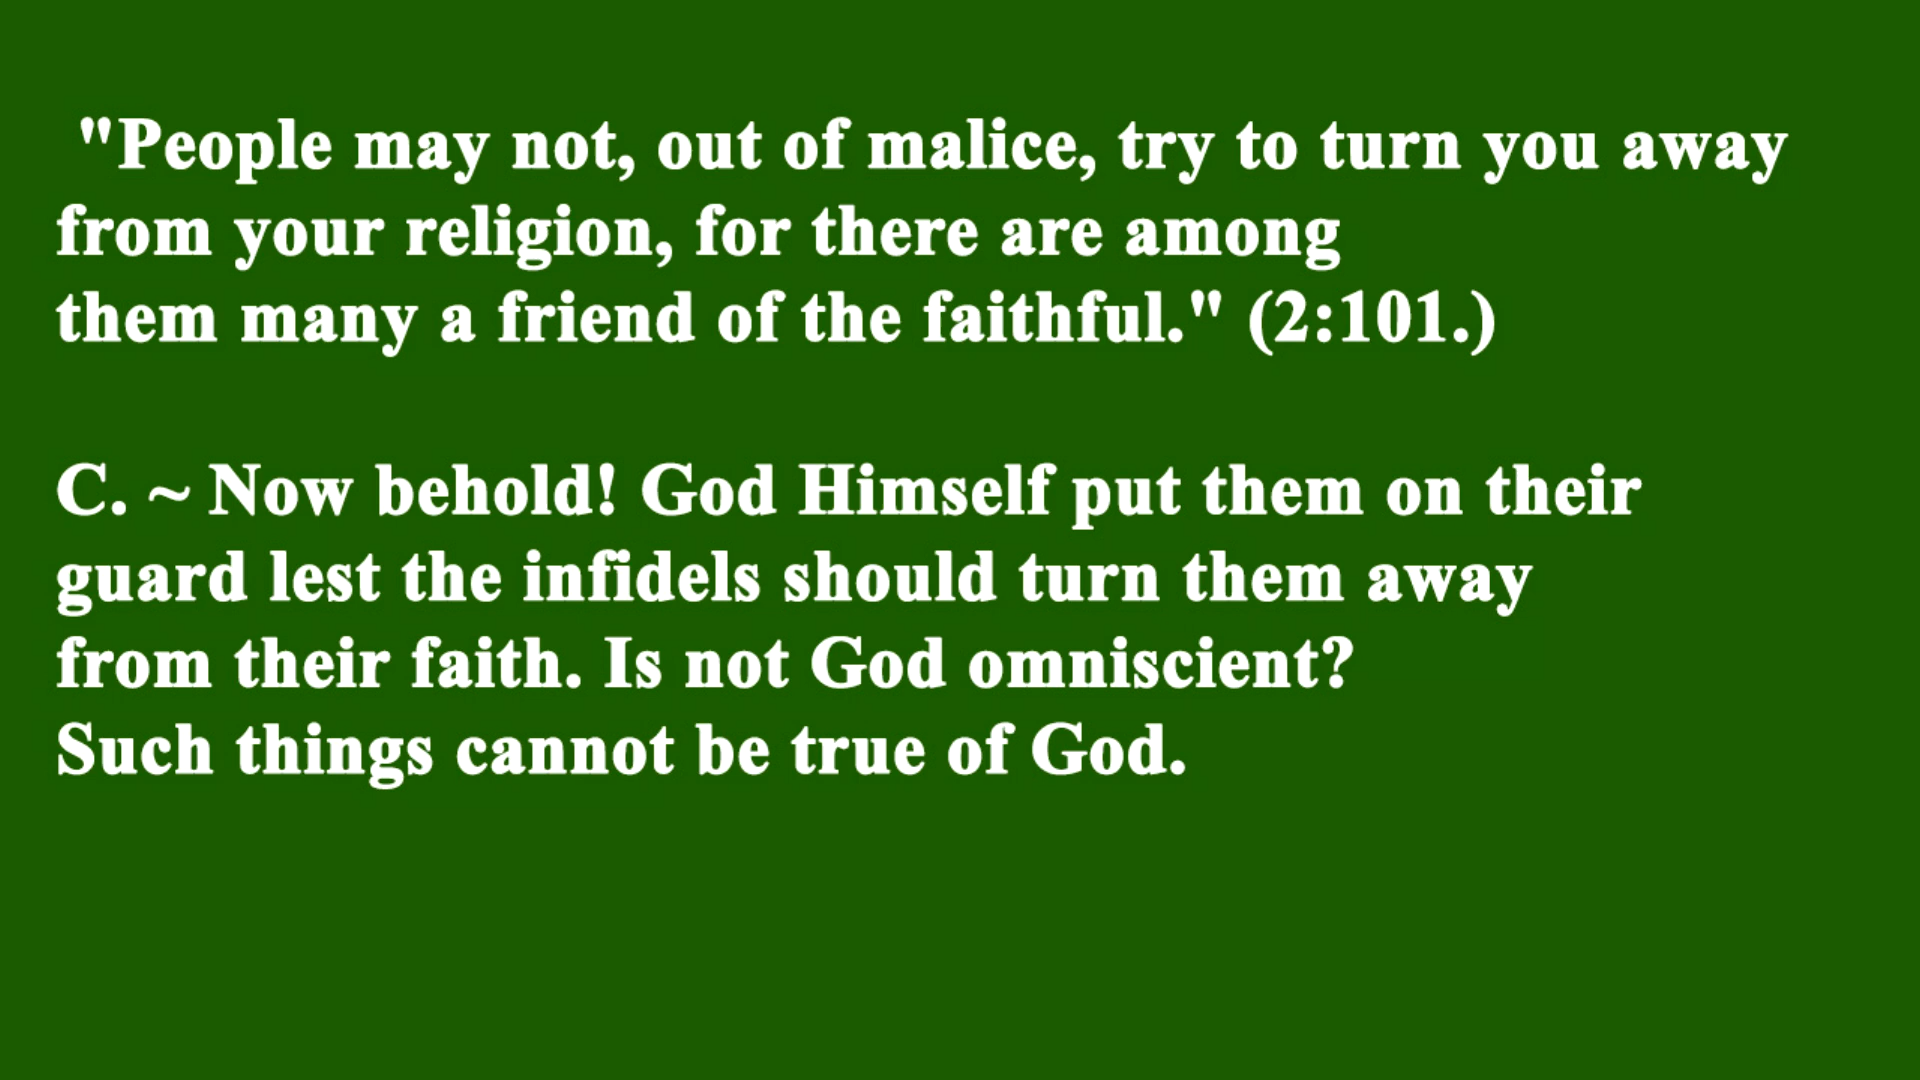 "People may not, out of malice, try to turn you away
from your religion, for there are among
them many a friend of the faithful." (2:101.)
C. ~ Now behold! God Himself put them on their
guard lest the infidels should turn them away
from their faith. Is not God omniscient?
Such things cannot be true of God.